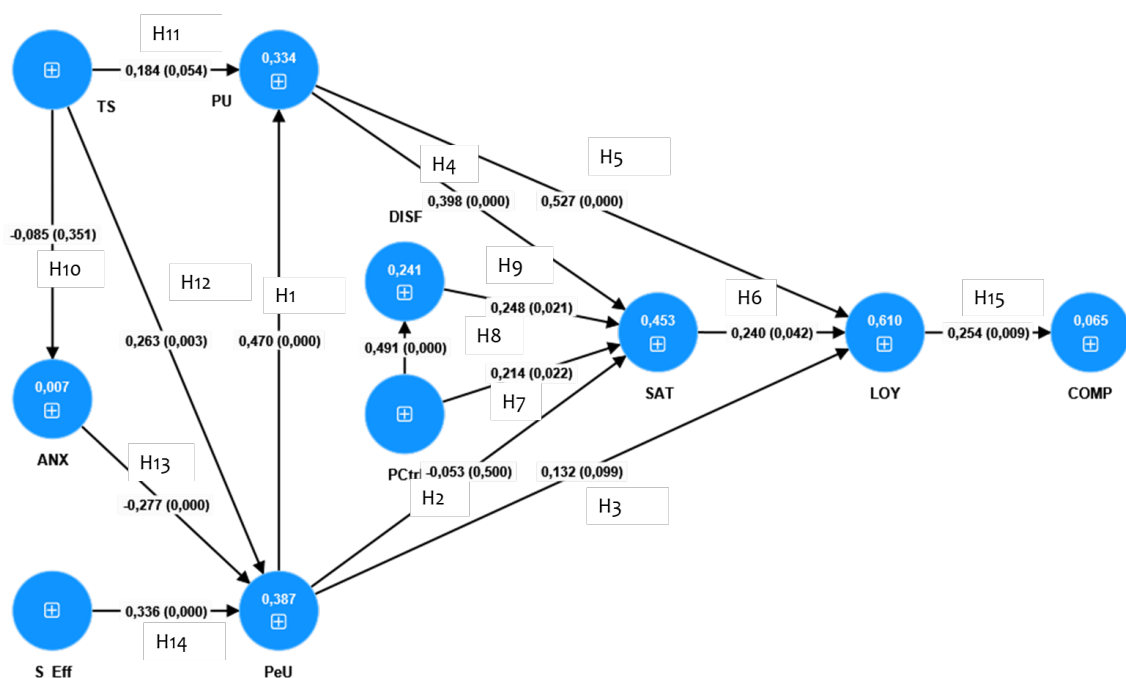 H11
0,334
0,184 (0,054)
TS
PU
H5
H4
0,398 (0,000)
0,527 (0,000)
DISF
-0,085 (0,351)
H10
H12
H1
0,241
H9
0,248 (0,021)
H6
H15
0,263 (0,003)
0,470 (0,000)
0,491 (0,000)
H8
0,453
0,240 (0,042)
0,610
0,254 (0,009)
0,065
0,214 (0,022)
0,007
H7
SAT
LOY
COMP
ANX
H13
PCtrl
-0,053 (0,500)
0,132 (0,099)
H2
H3
-0,277 (0,000)
0,336 (0,000)
0,387
H14
S_Eff
PeU